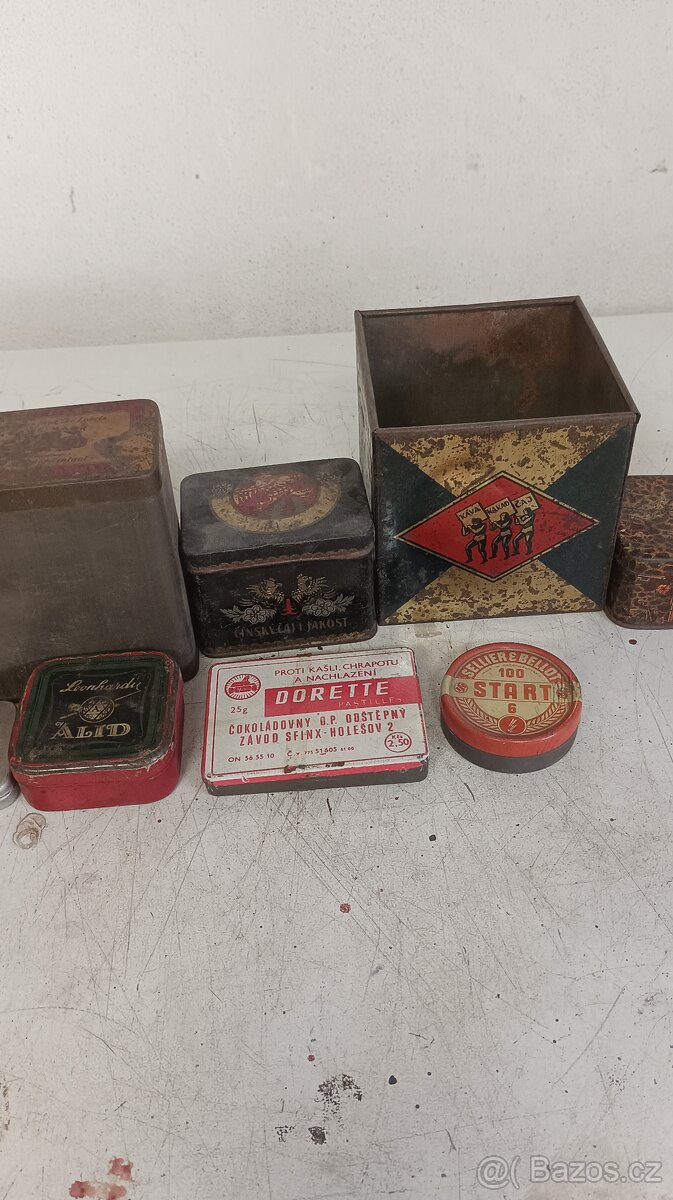 KÁVA KAKAO ČAJ
ČÍNSKÝ ČAJ I JAKOST
Leonhardi
ALID
PROTI KAŠLI, CHRAPOTU
A NACHLAZENÍ
25g
DORETTE
PASTILLES
ČOKOLÁDOVNY O.P. ODŠTĚPNÝ
ZÁVOD SFINX - HOLEŠOV 2
Kčs
2,50
SELLIER & BELLOT
100
START
6
@( Bazos.cz